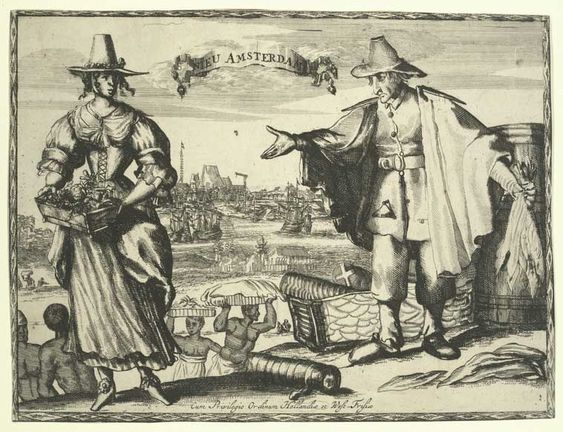 NIEU AMSTERDAM
Cum Privilegio Ordinum Hollandiæ et West-Frisiæ